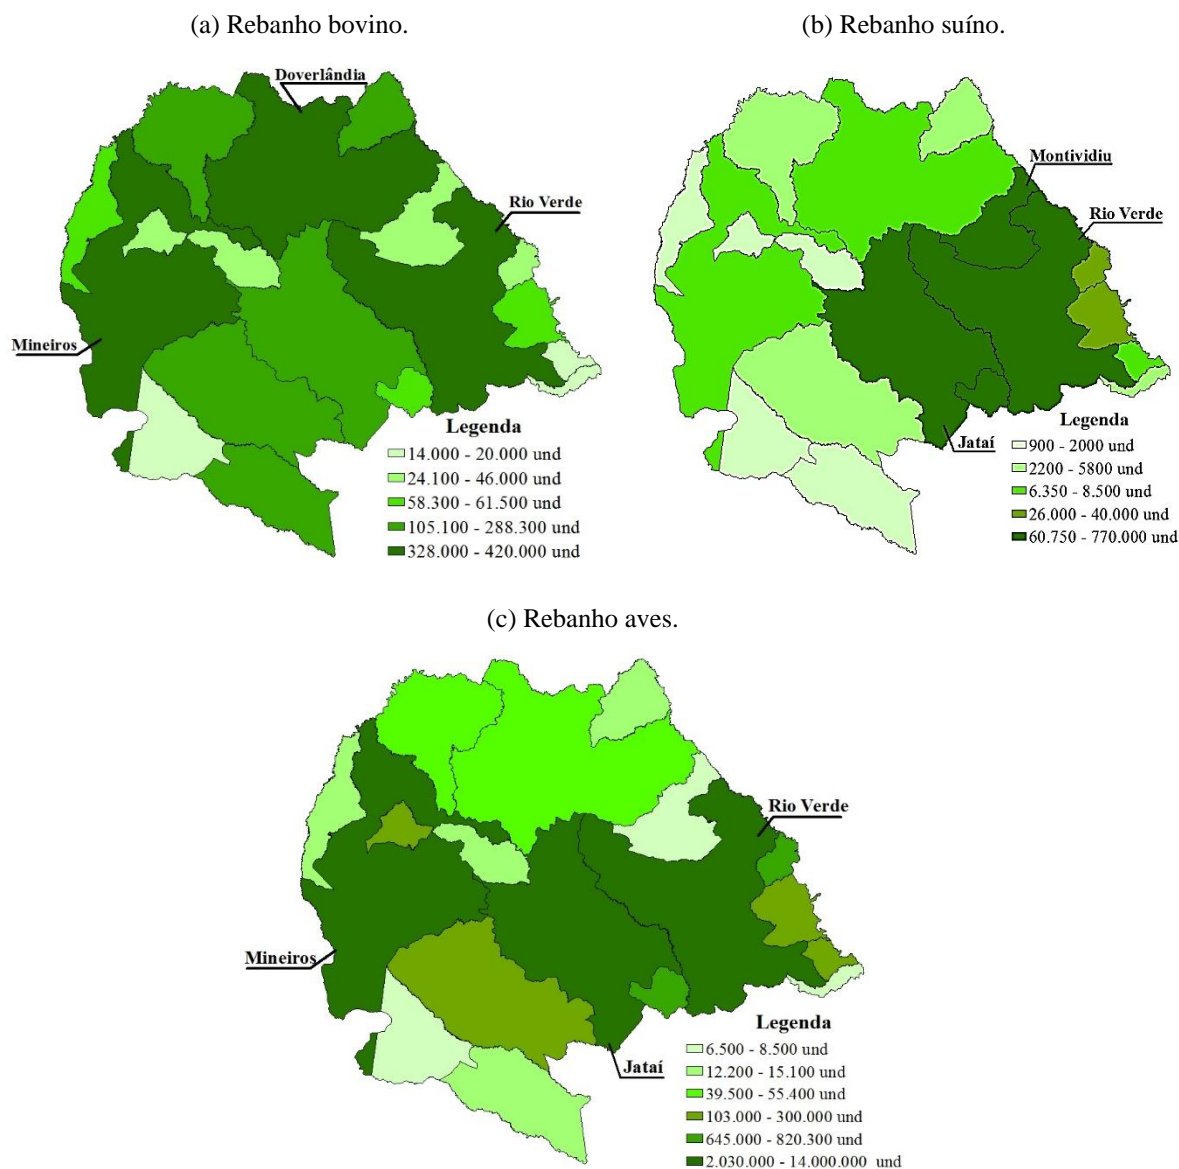 (a) Rebanho bovino.
(b) Rebanho suíno.
Doverlândia
Rio Verde
Mineiros
Legenda
14.000 - 20.000 und
24.100 - 46.000 und
58.300 - 61.500 und
105.100 - 288.300 und
328.000 - 420.000 und
Montividiu
Rio Verde
Jataí
Legenda
900 - 2000 und
2200 - 5800 und
6.350 - 8.500 und
26.000 - 40.000 und
60.750 - 770.000 und
(c) Rebanho aves.
Rio Verde
Mineiros
Jataí
Legenda
6.500 - 8.500 und
12.200 - 15.100 und
39.500 - 55.400 und
103.000 - 300.000 und
645.000 - 820.300 und
2.030.000 - 14.000.000 und